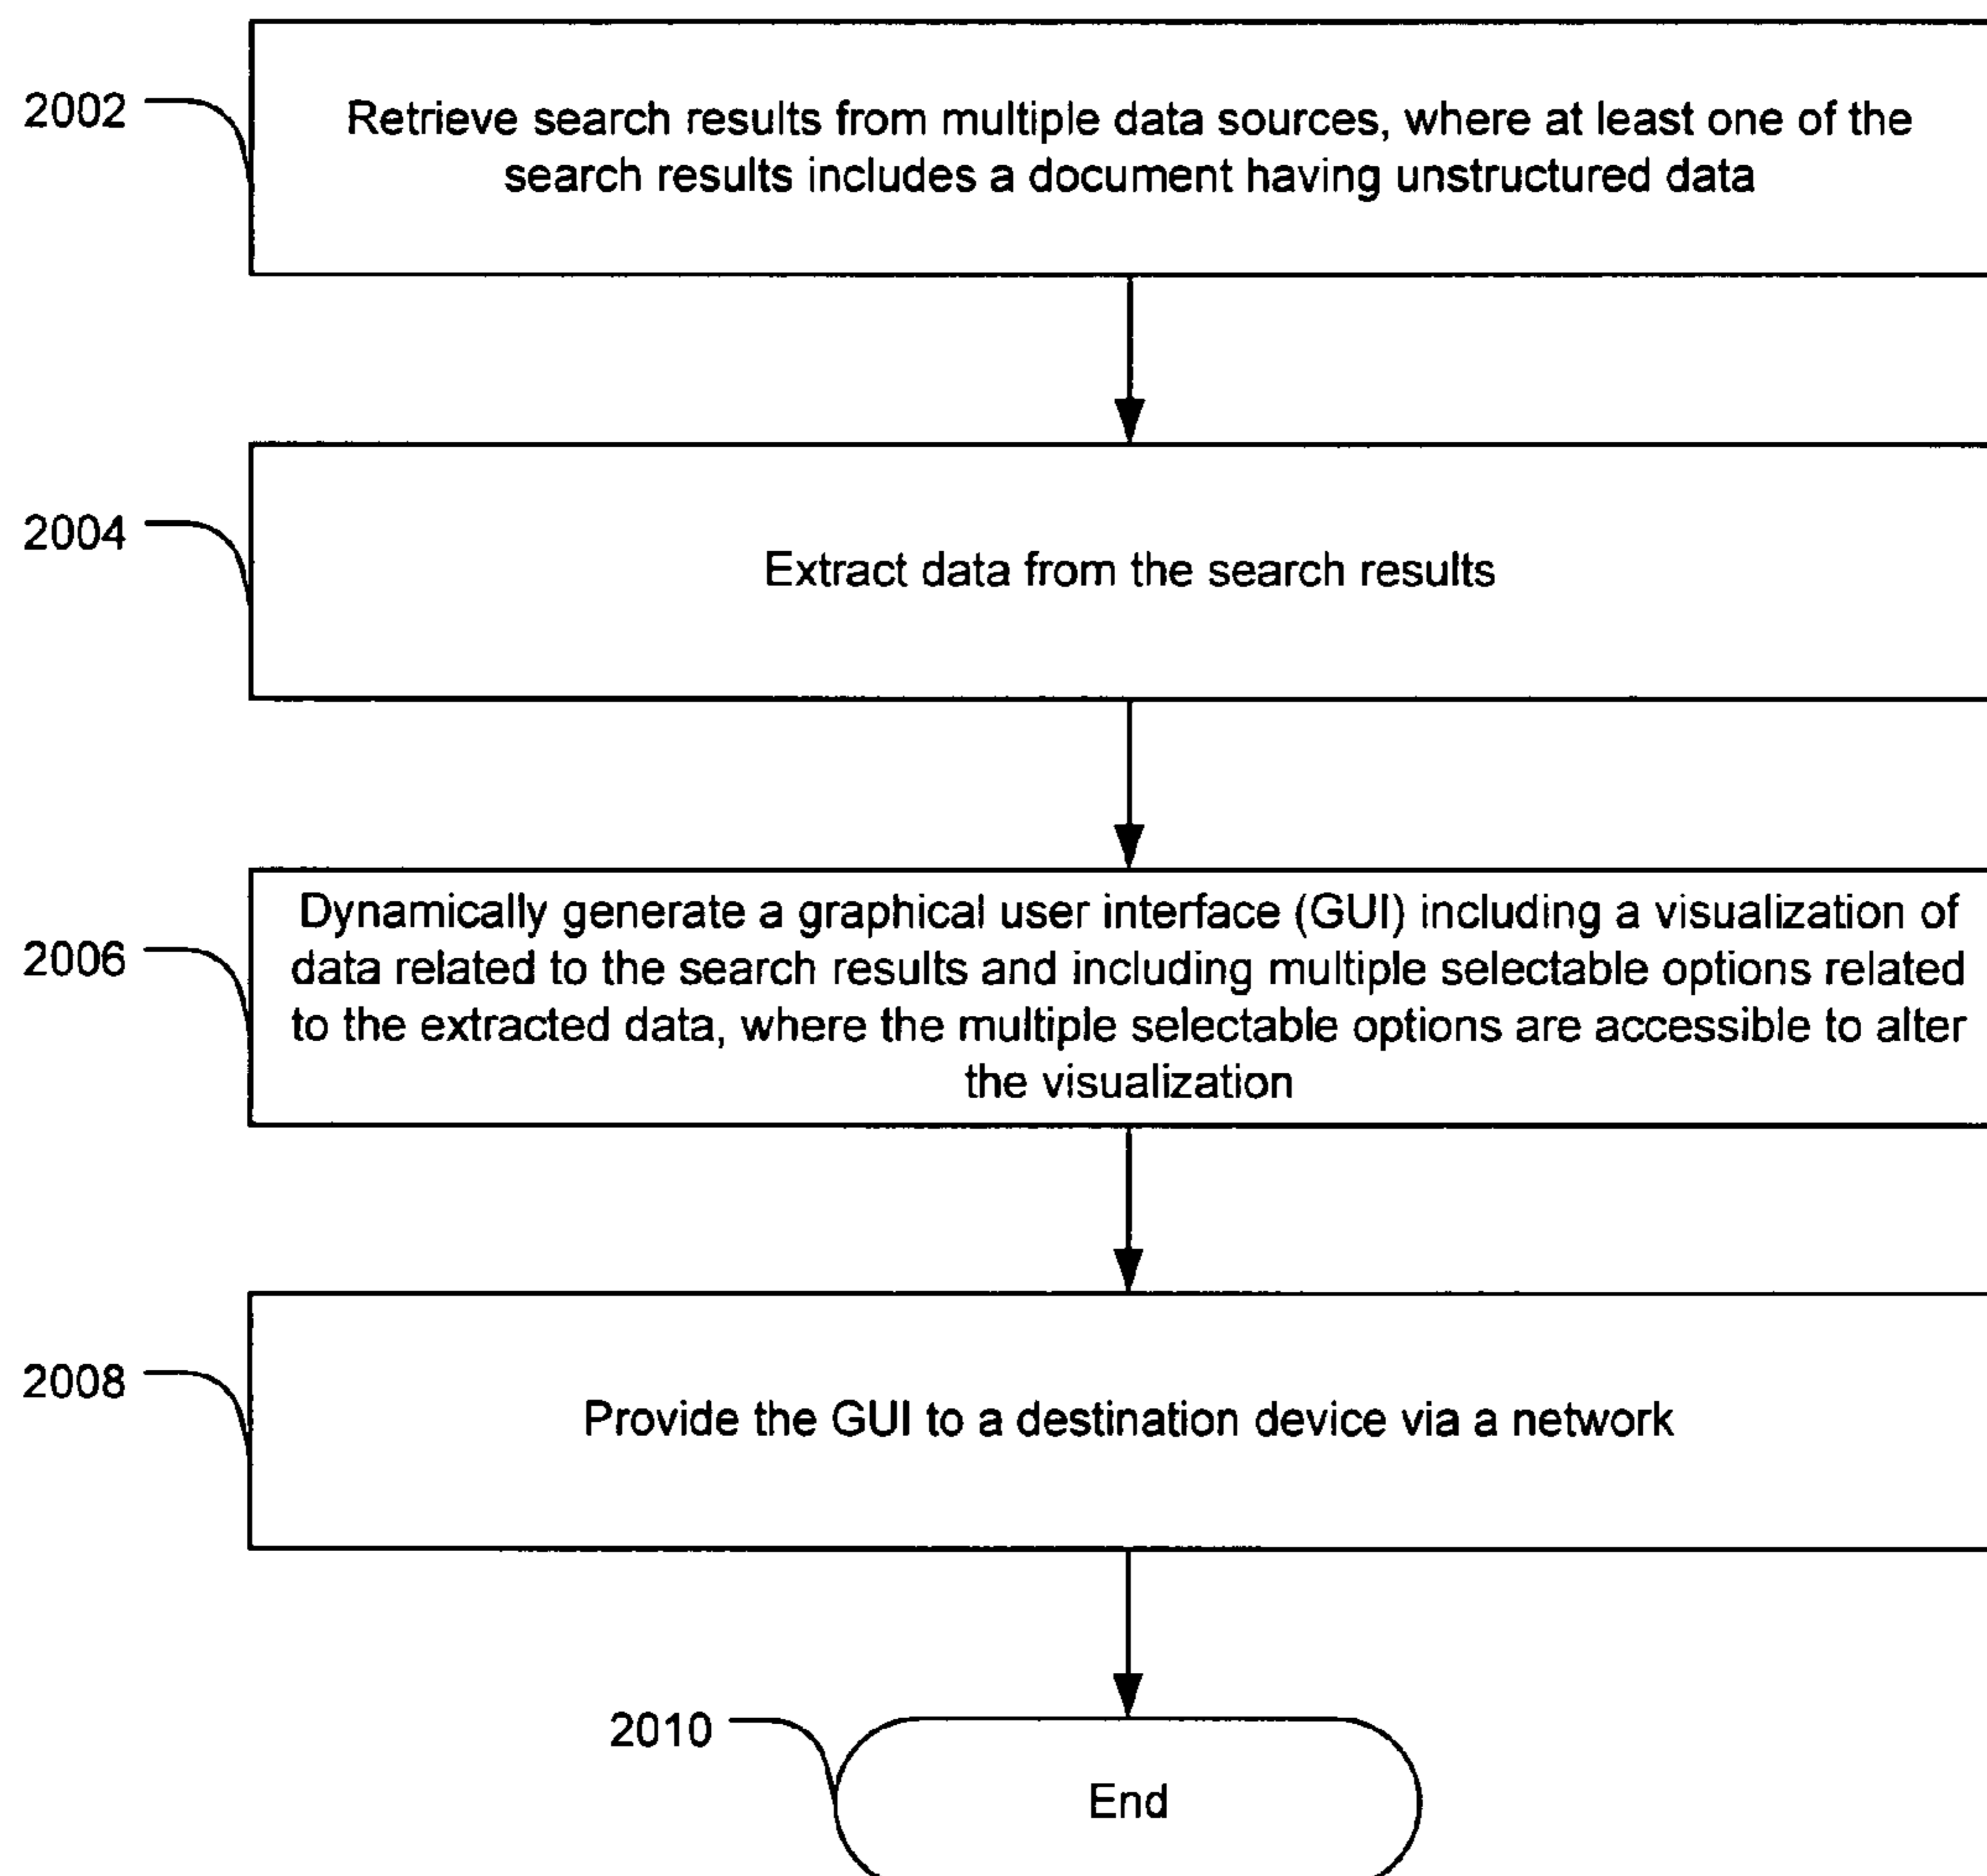 2002
Retrieve search results from multiple data sources, where at least one of the
search results includes a document having unstructured data
2004
Extract data from the search results
2006
Dynamically generate a graphical user interface (GUI) including a visualization of
data related to the search results and including multiple selectable options related
to the extracted data, where the multiple selectable options are accessible to alter
the visualization
2008
Provide the GUI to a destination device via a network
2010
End